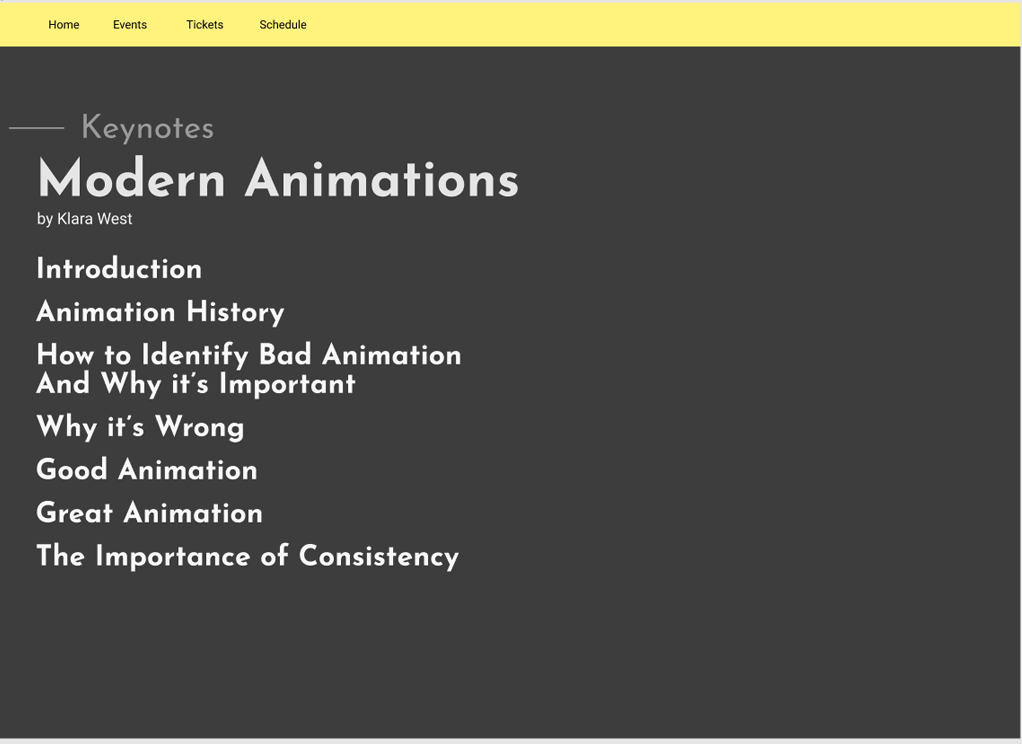 Home Events Tickets Schedule
Keynotes
Modern Animations
by Klara West
Introduction
Animation History
How to Identify Bad Animation
And Why it’s Important
Why it’s Wrong
Good Animation
Great Animation
The Importance of Consistency